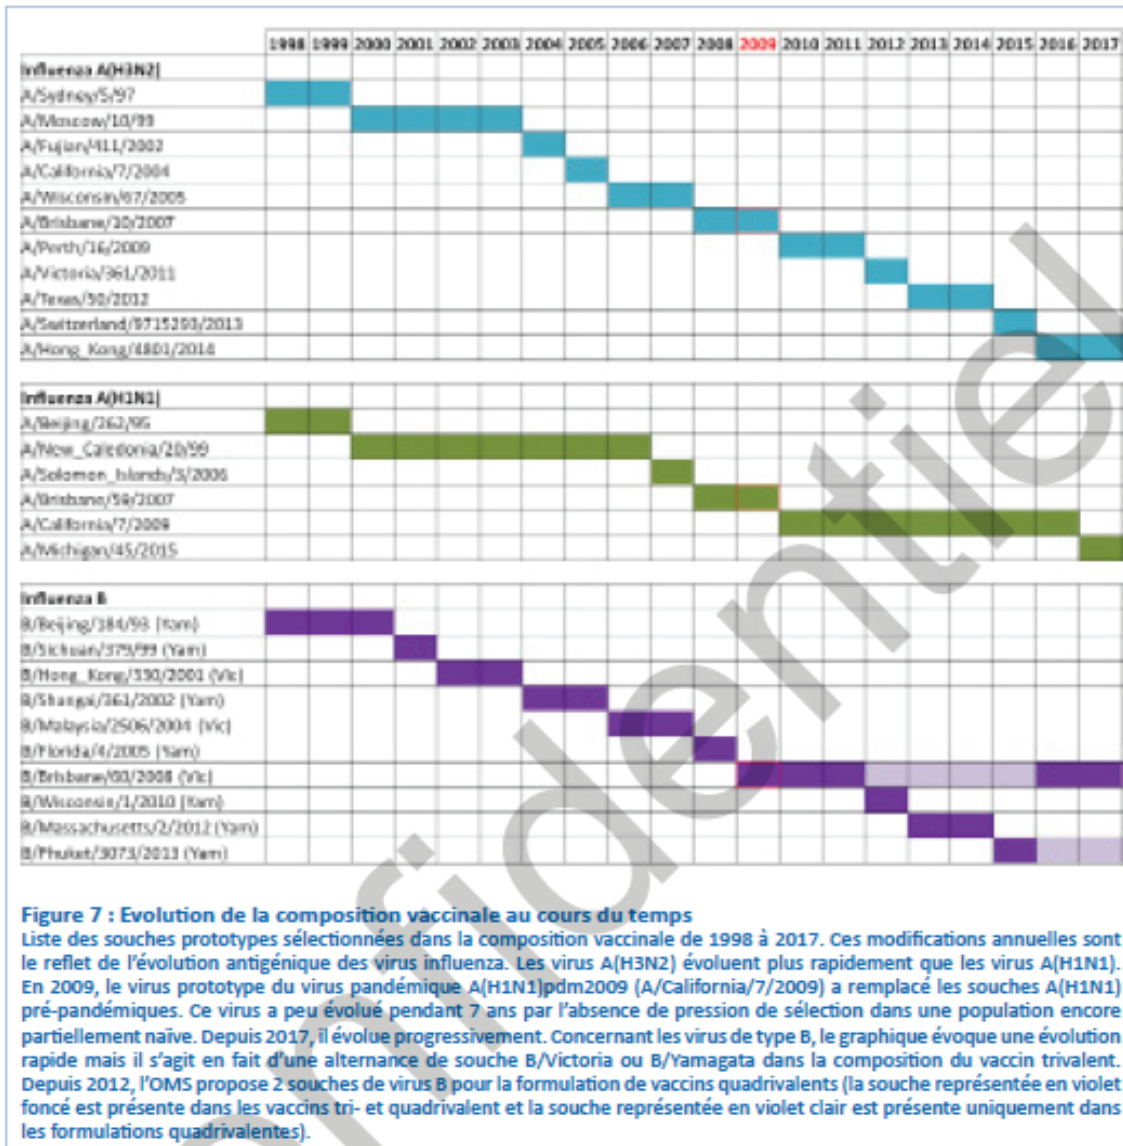 1998 1999 2000 2001 2002 2003 2004 2005 2006 2007 2008 2009 2010 2011 2012 2013 2014 2015 2016 2017
Influenza A(H3N2)
A/Sydney/5/97
A/Moscow/10/99
A/Fujian/411/2002
A/California/7/2004
A/Wisconsin/67/2005
A/Brisbane/10/2007
A/Perth/16/2009
A/Victoria/361/2011
A/Texas/50/2012
A/Switzerland/9715293/2013
A/Hong_Kong/4801/2014
Influenza A(H1N1)
A/Beijing/262/95
A/New_Caledonia/20/99
A/Solomon_Islands/3/2006
A/Brisbane/59/2007
A/California/7/2009
A/Michigan/45/2015
Influenza B
B/Beijing/184/93 (Yam)
B/Sichuan/379/99 (Yam)
B/Hong_Kong/330/2001 (Vic)
B/Shangai/361/2002 (Yam)
B/Malaysia/2506/2004 (Vic)
B/Florida/4/2005 (Yam)
B/Brisbane/60/2008 (Vic)
B/Wisconsin/1/2010 (Yam)
B/Massachusetts/2/2012 (Yam)
B/Phuket/3073/2013 (Yam)
Figure 7 : Evolution de la composition vaccinale au cours du temps
Liste des souches prototypes sélectionnées dans la composition vaccinale de 1998 à 2017. Ces modifications annuelles sont
le reflet de l'évolution antigénique des virus influenza. Les virus A(H3N2) évoluent plus rapidement que les virus A(H1N1).
En 2009, le virus prototype du virus pandémique A(H1N1)pdm2009 (A/California/7/2009) a remplacé les souches A(H1N1)
pré-pandémiques. Ce virus a peu évolué pendant 7 ans par l'absence de pression de sélection dans une population encore
partiellement naïve. Depuis 2017, il évolue progressivement. Concernant les virus de type B, le graphique évoque une évolution
rapide mais il s'agit en fait d'une alternance de souche B/Victoria ou B/Yamagata dans la composition du vaccin trivalent.
Depuis 2012, l'OMS propose 2 souches de virus B pour la formulation de vaccins quadrivalents (la souche représentée en violet
foncé est présente dans les vaccins tri- et quadrivalent et la souche représentée en violet clair est présente uniquement dans
les formulations quadrivalentes).
nfidentiel